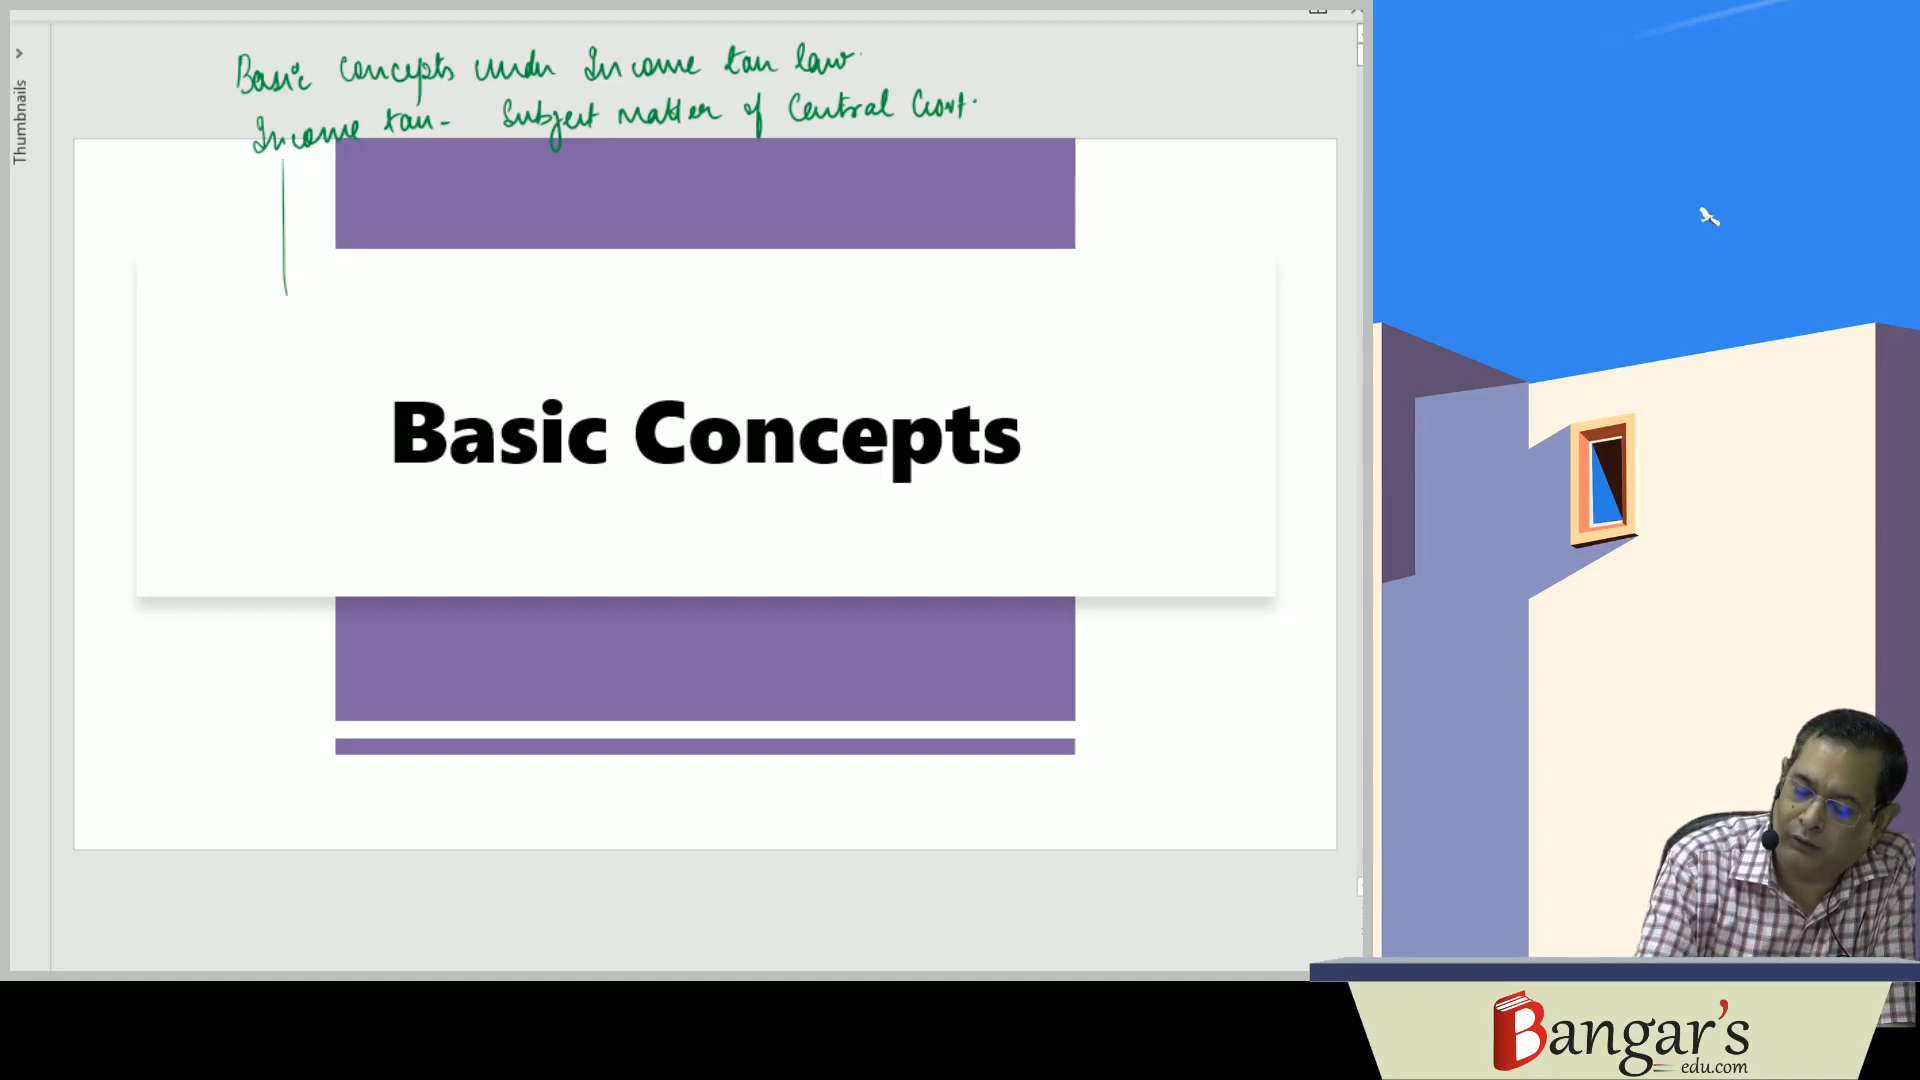 Basic concepts under Income tax law.
Income tax - Subject matter of Central Govt.
Thumbnails
Basic Concepts
Bangar's
edu.com